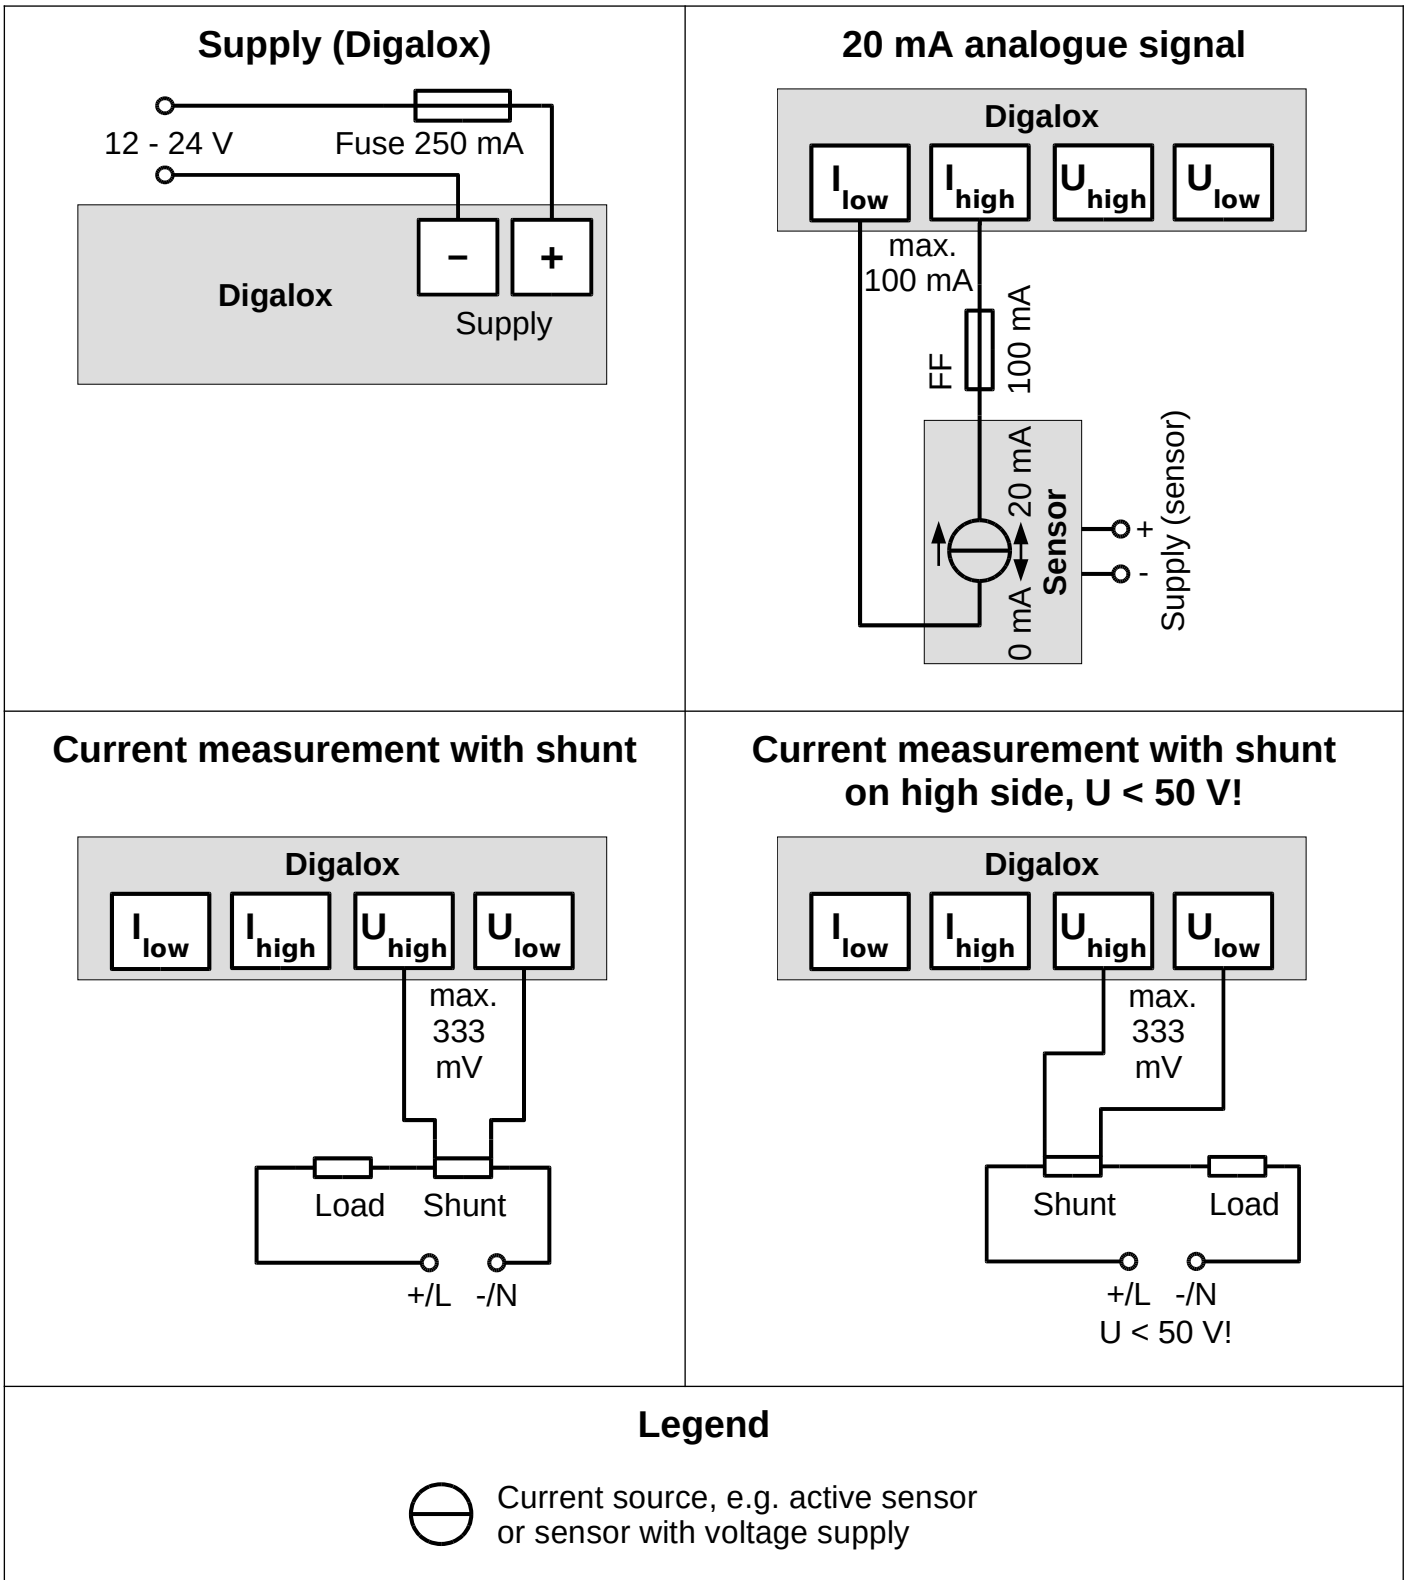 Supply (Digalox)
12 - 24 V
Fuse 250 mA
−
+
Digalox
Supply
20 mA analogue signal
Digalox
Ilow
Ihigh
Uhigh
Ulow
max.
100 mA
FF
100 mA
20 mA
0 mA
Sensor
+
-
Supply (sensor)
Current measurement with shunt
Digalox
Ilow
Ihigh
Uhigh
Ulow
max.
333
mV
Load
Shunt
+/L
-/N
Current measurement with shunt
on high side, U < 50 V!
Digalox
Ilow
Ihigh
Uhigh
Ulow
max.
333
mV
Shunt
Load
+/L
-/N
U < 50 V!
Legend
Current source, e.g. active sensor
or sensor with voltage supply